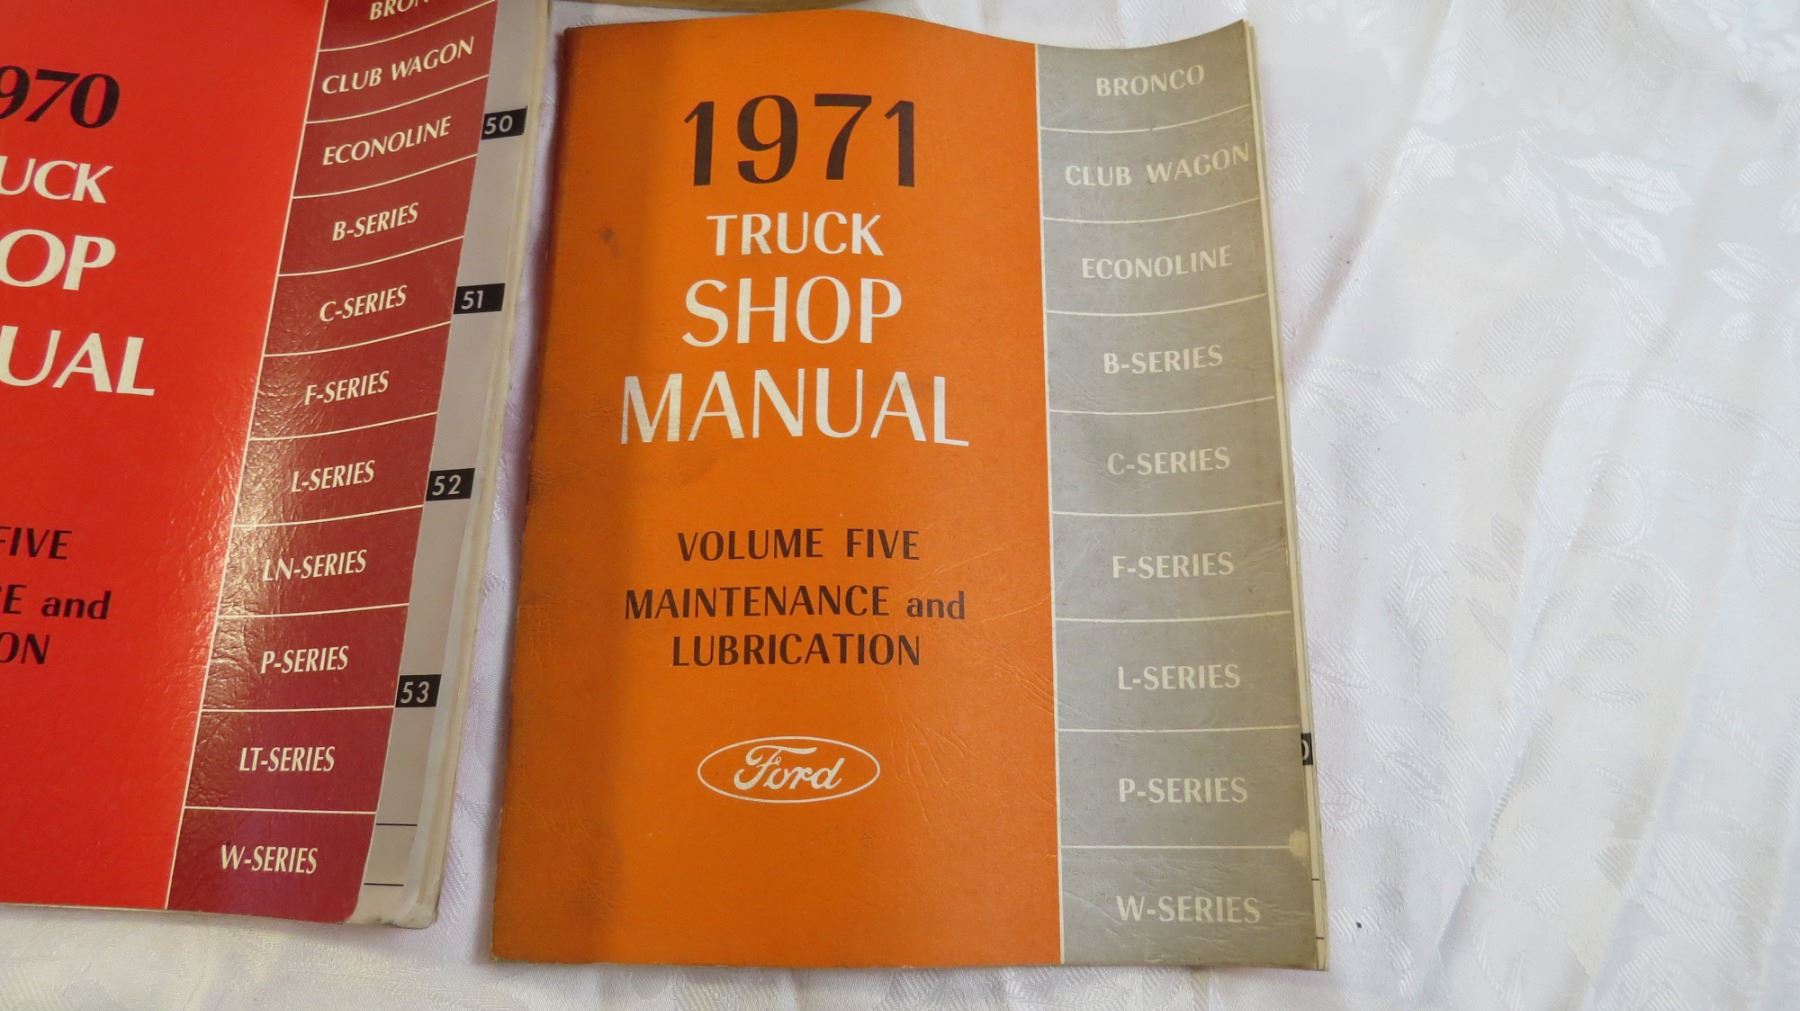 970
UCK
OP
UAL
FIVE
E and
ON
BRON
CLUB WAGON
ECONOLINE
B-SERIES
C-SERIES
F-SERIES
L-SERIES
LN-SERIES
P-SERIES
LT-SERIES
W-SERIES
50
51
52
53
1971
TRUCK
SHOP
MANUAL
VOLUME FIVE
MAINTENANCE and
LUBRICATION
Ford
BRONCO
CLUB WAGON
ECONOLINE
B-SERIES
C-SERIES
F-SERIES
L-SERIES
P-SERIES
W-SERIES